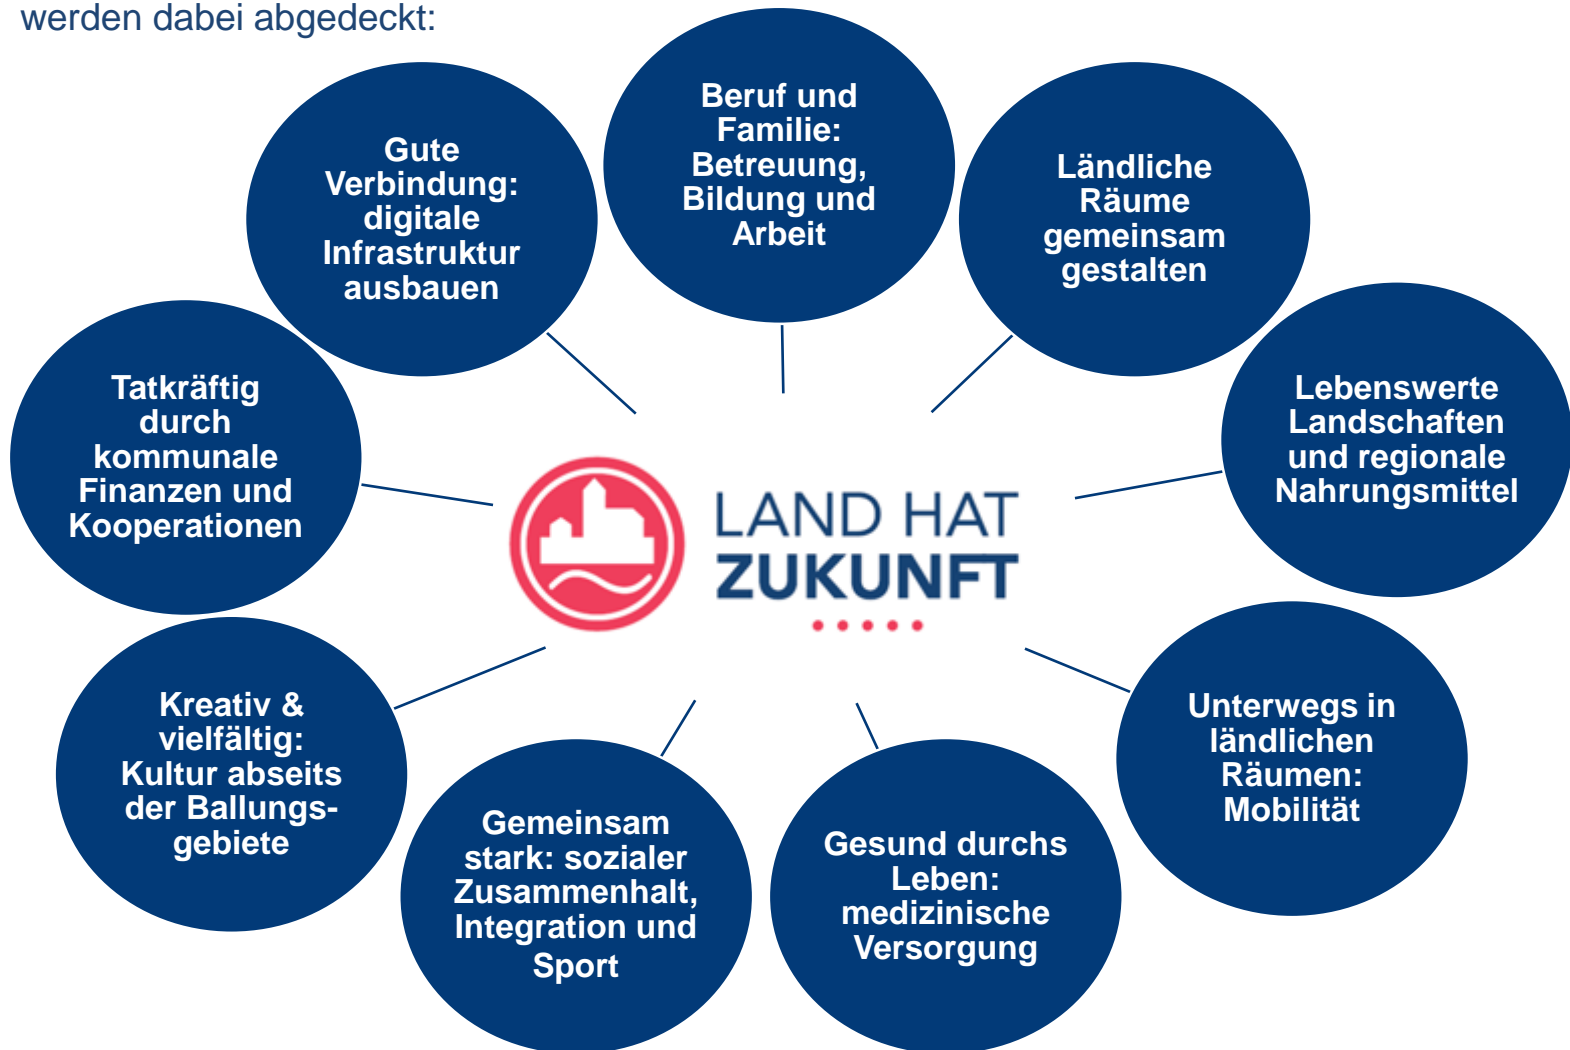 werden dabei abgedeckt:
Beruf und
Familie:
Betreuung,
Bildung und
Arbeit
Ländliche
Räume
gemeinsam
gestalten
Lebenswerte
Landschaften
und regionale
Nahrungsmittel
Unterwegs in
ländlichen
Räumen:
Mobilität
Gesund durchs
Leben:
medizinische
Versorgung
Gemeinsam
stark: sozialer
Zusammenhalt,
Integration und
Sport
Kreativ &
vielfältig:
Kultur abseits
der Ballungs-
gebiete
Tatkräftig
durch
kommunale
Finanzen und
Kooperationen
Gute
Verbindung:
digitale
Infrastruktur
ausbauen
LAND HAT
ZUKUNFT